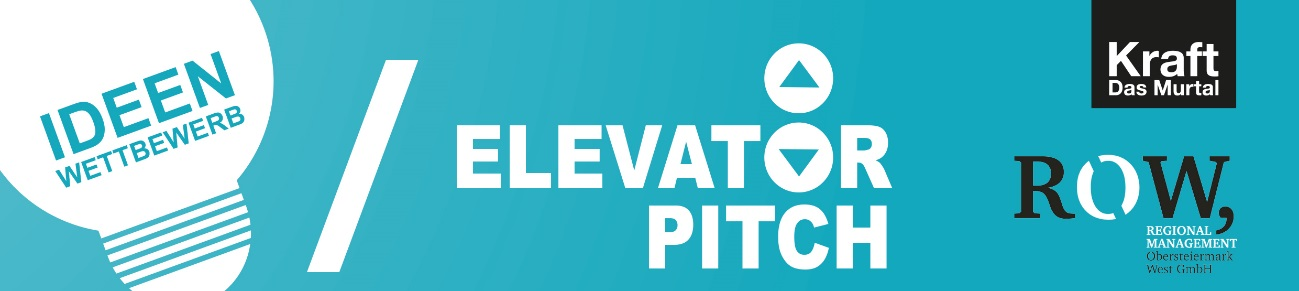 IDEEN
WETTBEWERB
/
ELEVATOR
PITCH
Kraft
Das Murtal
ROW,
REGIONAL
MANAGEMENT
Obersteiermark
West GmbH